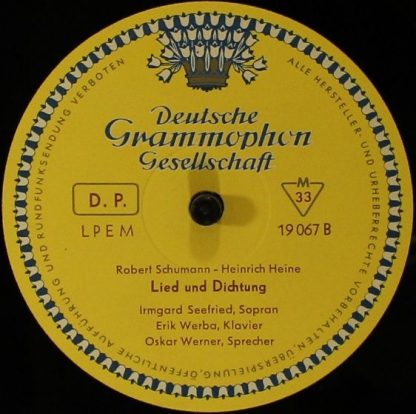 ALLE HERSTELLER- UND URHEBERRECHTE VORBEHALTEN, ÜBERSPIELUNG, ÖFFENTLICHE AUFFÜHRUNG UND RUNDFUNKSENDUNG VERBOTEN
Deutsche
Grammophon
Gesellschaft
D. P.
M
33
LPEM
19 067 B
Robert Schumann - Heinrich Heine
Lied und Dichtung
Irmgard Seefried, Sopran
Erik Werba, Klavier
Oskar Werner, Sprecher